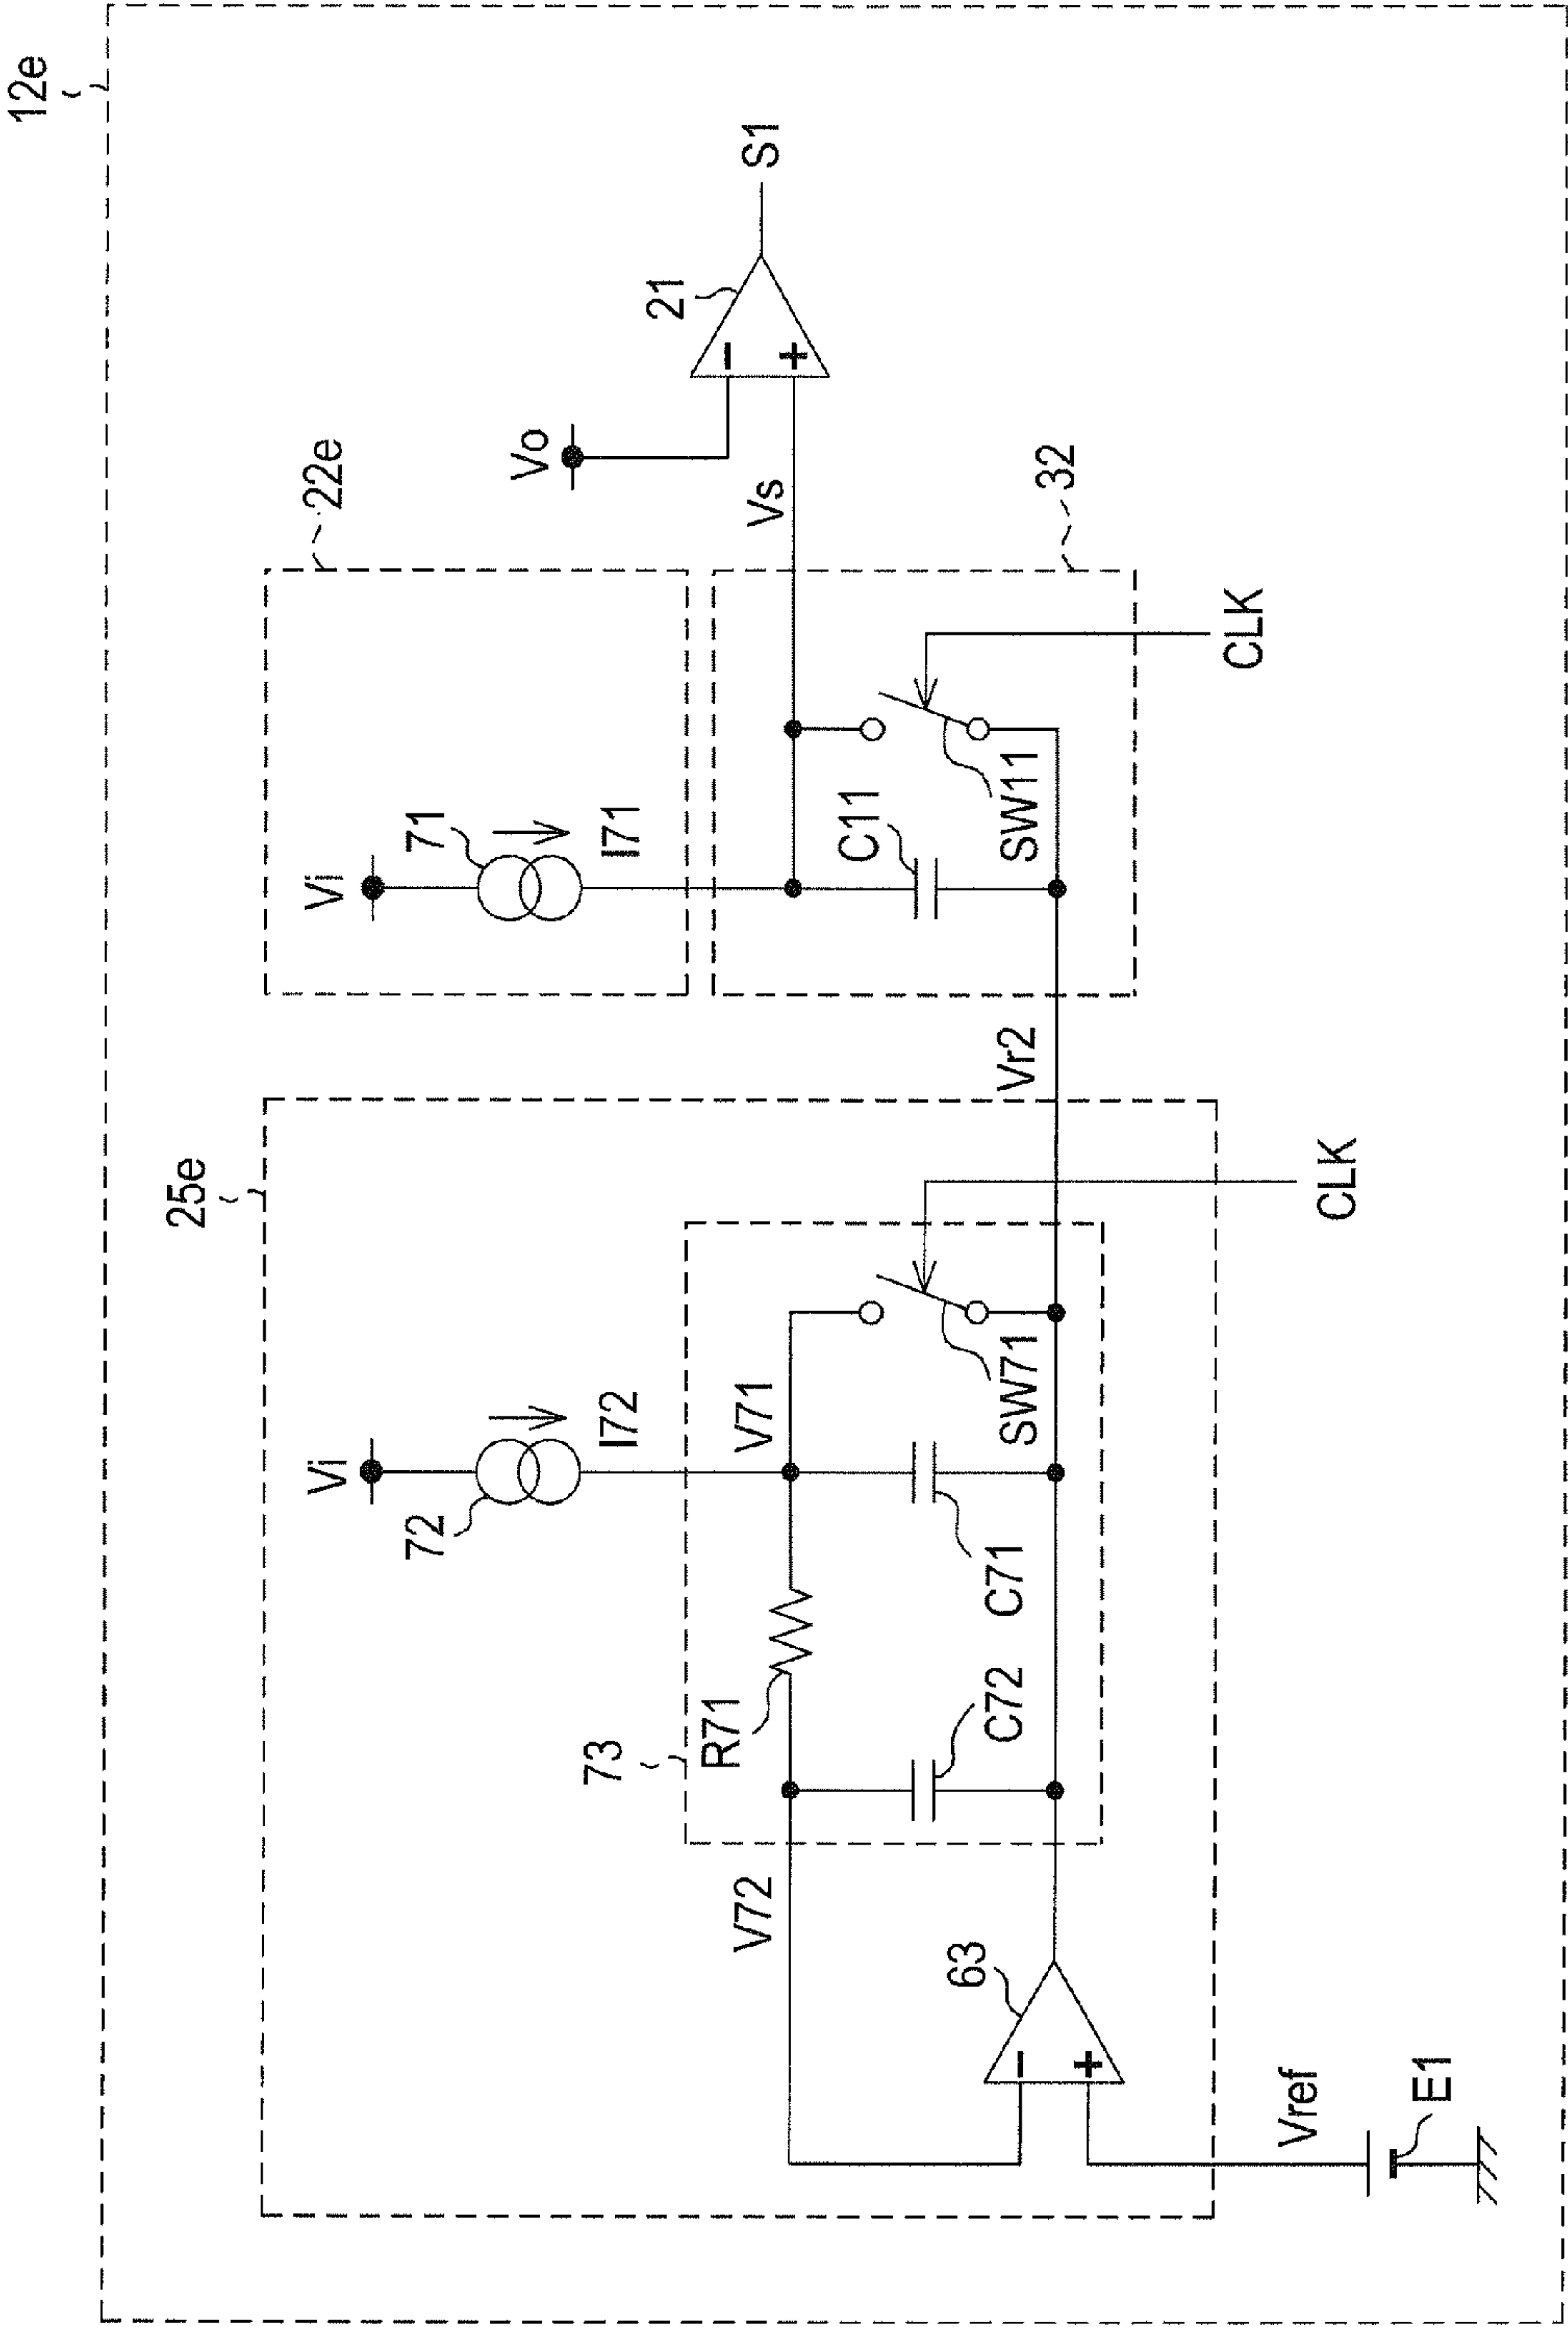 12e
25e
22e
Vi
72
I72
Vi
71
I71
Vo
21
S1
73
R71
V71
V72
Vs
C72
C71
SW71
C11
SW11
32
63
Vr2
CLK
CLK
Vref
E1
−
+
−
+